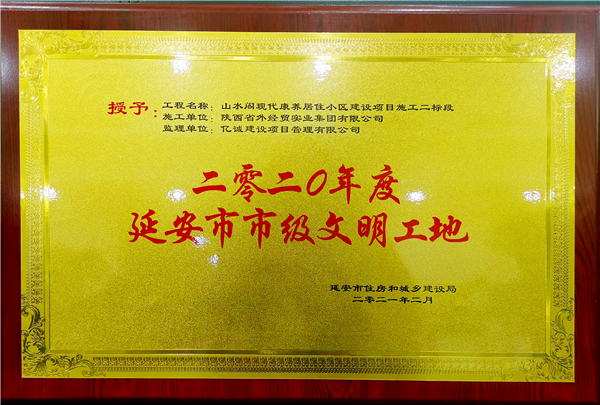 授予：
工程名称：山水阁现代康养居住小区建设项目施工二标段
施工单位：陕西省外经贸实业集团有限公司
监理单位：亿诚建设项目管理有限公司
二零二0年度
延安市市级文明工地
延安市住房和城乡建设局
二零二一年二月